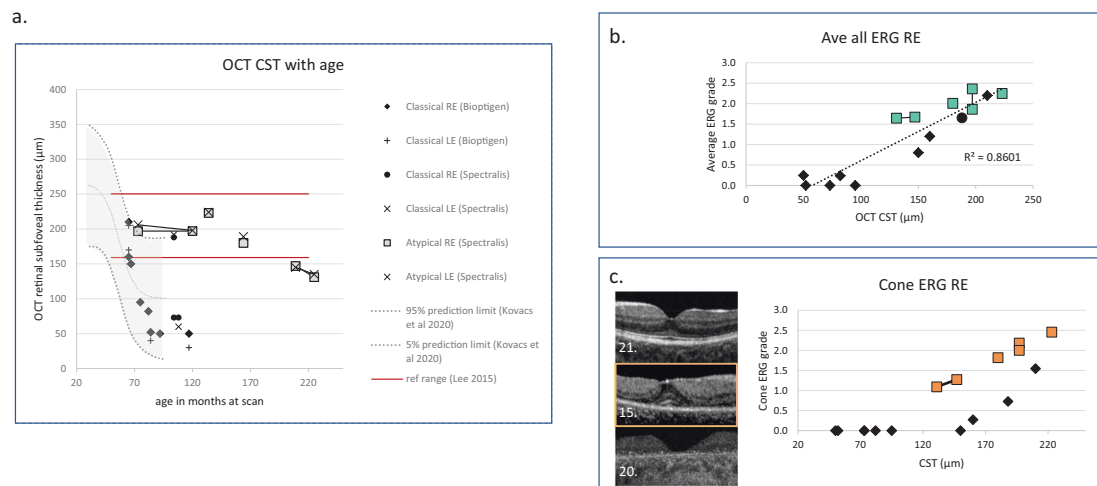 a.
OCT CST with age
400
350
300
250
200
150
100
50
0
20
70
120
170
220
OCT retinal subfoveal thickness (µm)
age in months at scan
Classical RE (Bioptigen)
Classical LE (Bioptigen)
Classical RE (Spectralis)
Classical LE (Spectralis)
Atypical RE (Spectralis)
Atypical LE (Spectralis)
95% prediction limit (Kovacs
et al 2020)
5% prediction limit (Kovacs et
al 2020)
ref range (Lee 2015)
b.
Ave all ERG RE
3.0
2.5
2.0
1.5
1.0
0.5
0.0
0
50
100
150
200
250
Average ERG grade
R² = 0.8601
OCT CST (µm)
c.
Cone ERG RE
21.
15.
20.
3.0
2.5
2.0
1.5
1.0
0.5
0.0
20
70
120
170
220
Cone ERG grade
CST (µm)